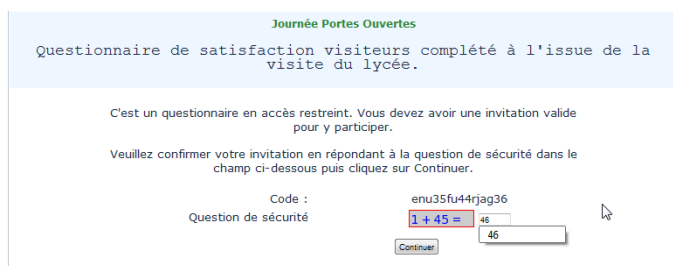 Journée Portes Ouvertes
Questionnaire de satisfaction visiteurs complété à l'issue de la
visite du lycée.
C'est un questionnaire en accès restreint. Vous devez avoir une invitation valide
pour y participer.
Veuillez confirmer votre invitation en répondant à la question de sécurité dans le
champ ci-dessous puis cliquez sur Continuer.
Code : enu35fu44rjag36
Question de sécurité 1 + 45 = 46
46
Continuer